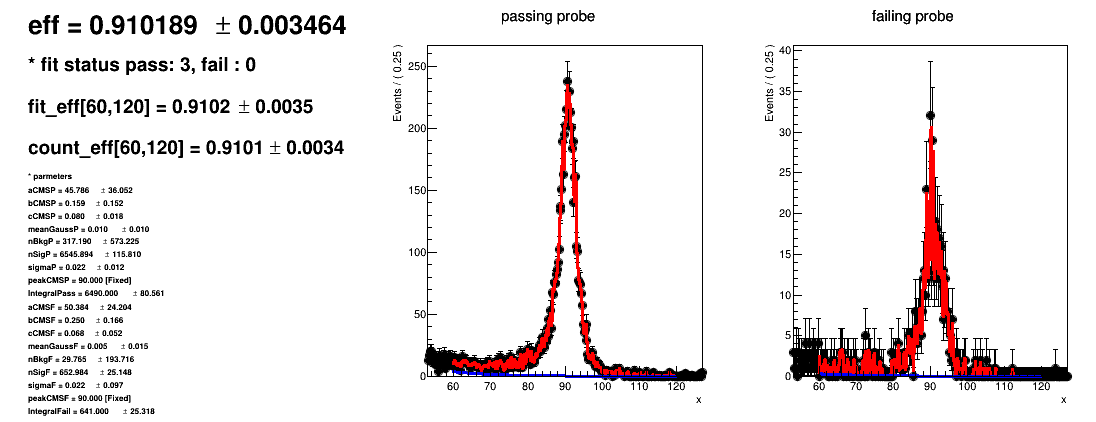 eff = 0.910189 ± 0.003464
* fit status pass: 3, fail : 0
fit_eff[60,120] = 0.9102 ± 0.0035
count_eff[60,120] = 0.9101 ± 0.0034
* parmeters
aCMSP = 45.786 ± 36.052
bCMSP = 0.159 ± 0.152
cCMSP = 0.080 ± 0.018
meanGaussP = 0.010 ± 0.010
nBkgP = 317.190 ± 573.225
nSigP = 6545.894 ± 115.810
sigmaP = 0.022 ± 0.012
peakCMSP = 90.000 [Fixed]
IntegralPass = 6490.000 ± 80.561
aCMSF = 50.384 ± 24.204
bCMSF = 0.250 ± 0.166
cCMSF = 0.068 ± 0.052
meanGaussF = 0.005 ± 0.015
nBkgF = 29.765 ± 193.716
nSigF = 652.984 ± 25.148
sigmaF = 0.022 ± 0.097
peakCMSF = 90.000 [Fixed]
IntegralFail = 641.000 ± 25.318
passing probe
Events / ( 0.25 )
250
200
150
100
50
0
60 70 80 90 100 110 120
x
failing probe
Events / ( 0.25 )
40
35
30
25
20
15
10
5
0
60 70 80 90 100 110 120
x